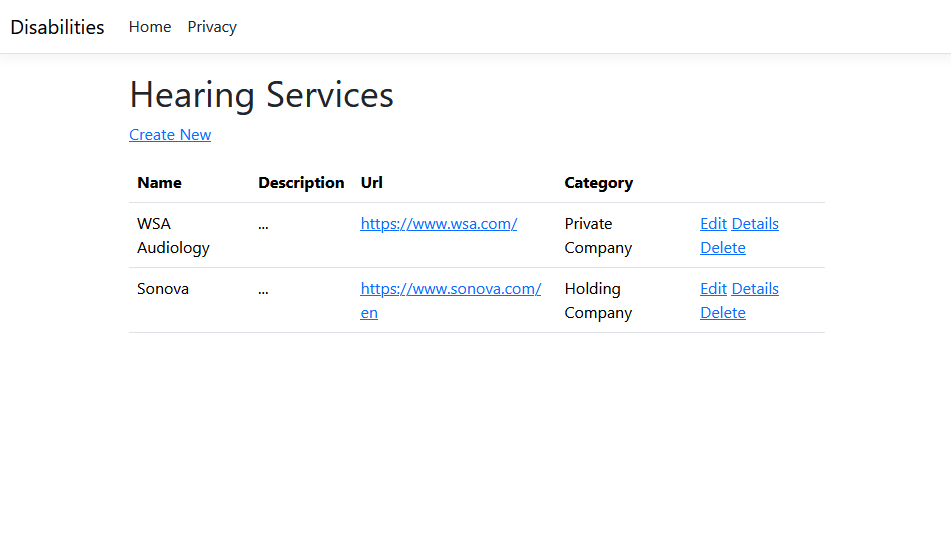 Disabilities Home Privacy
Hearing Services
Create New
Name Description Url Category
WSA ... https://www.wsa.com/ Private Edit Details
Audiology Company Delete
Sonova ... https://www.sonova.com/ Holding Edit Details
en Company Delete